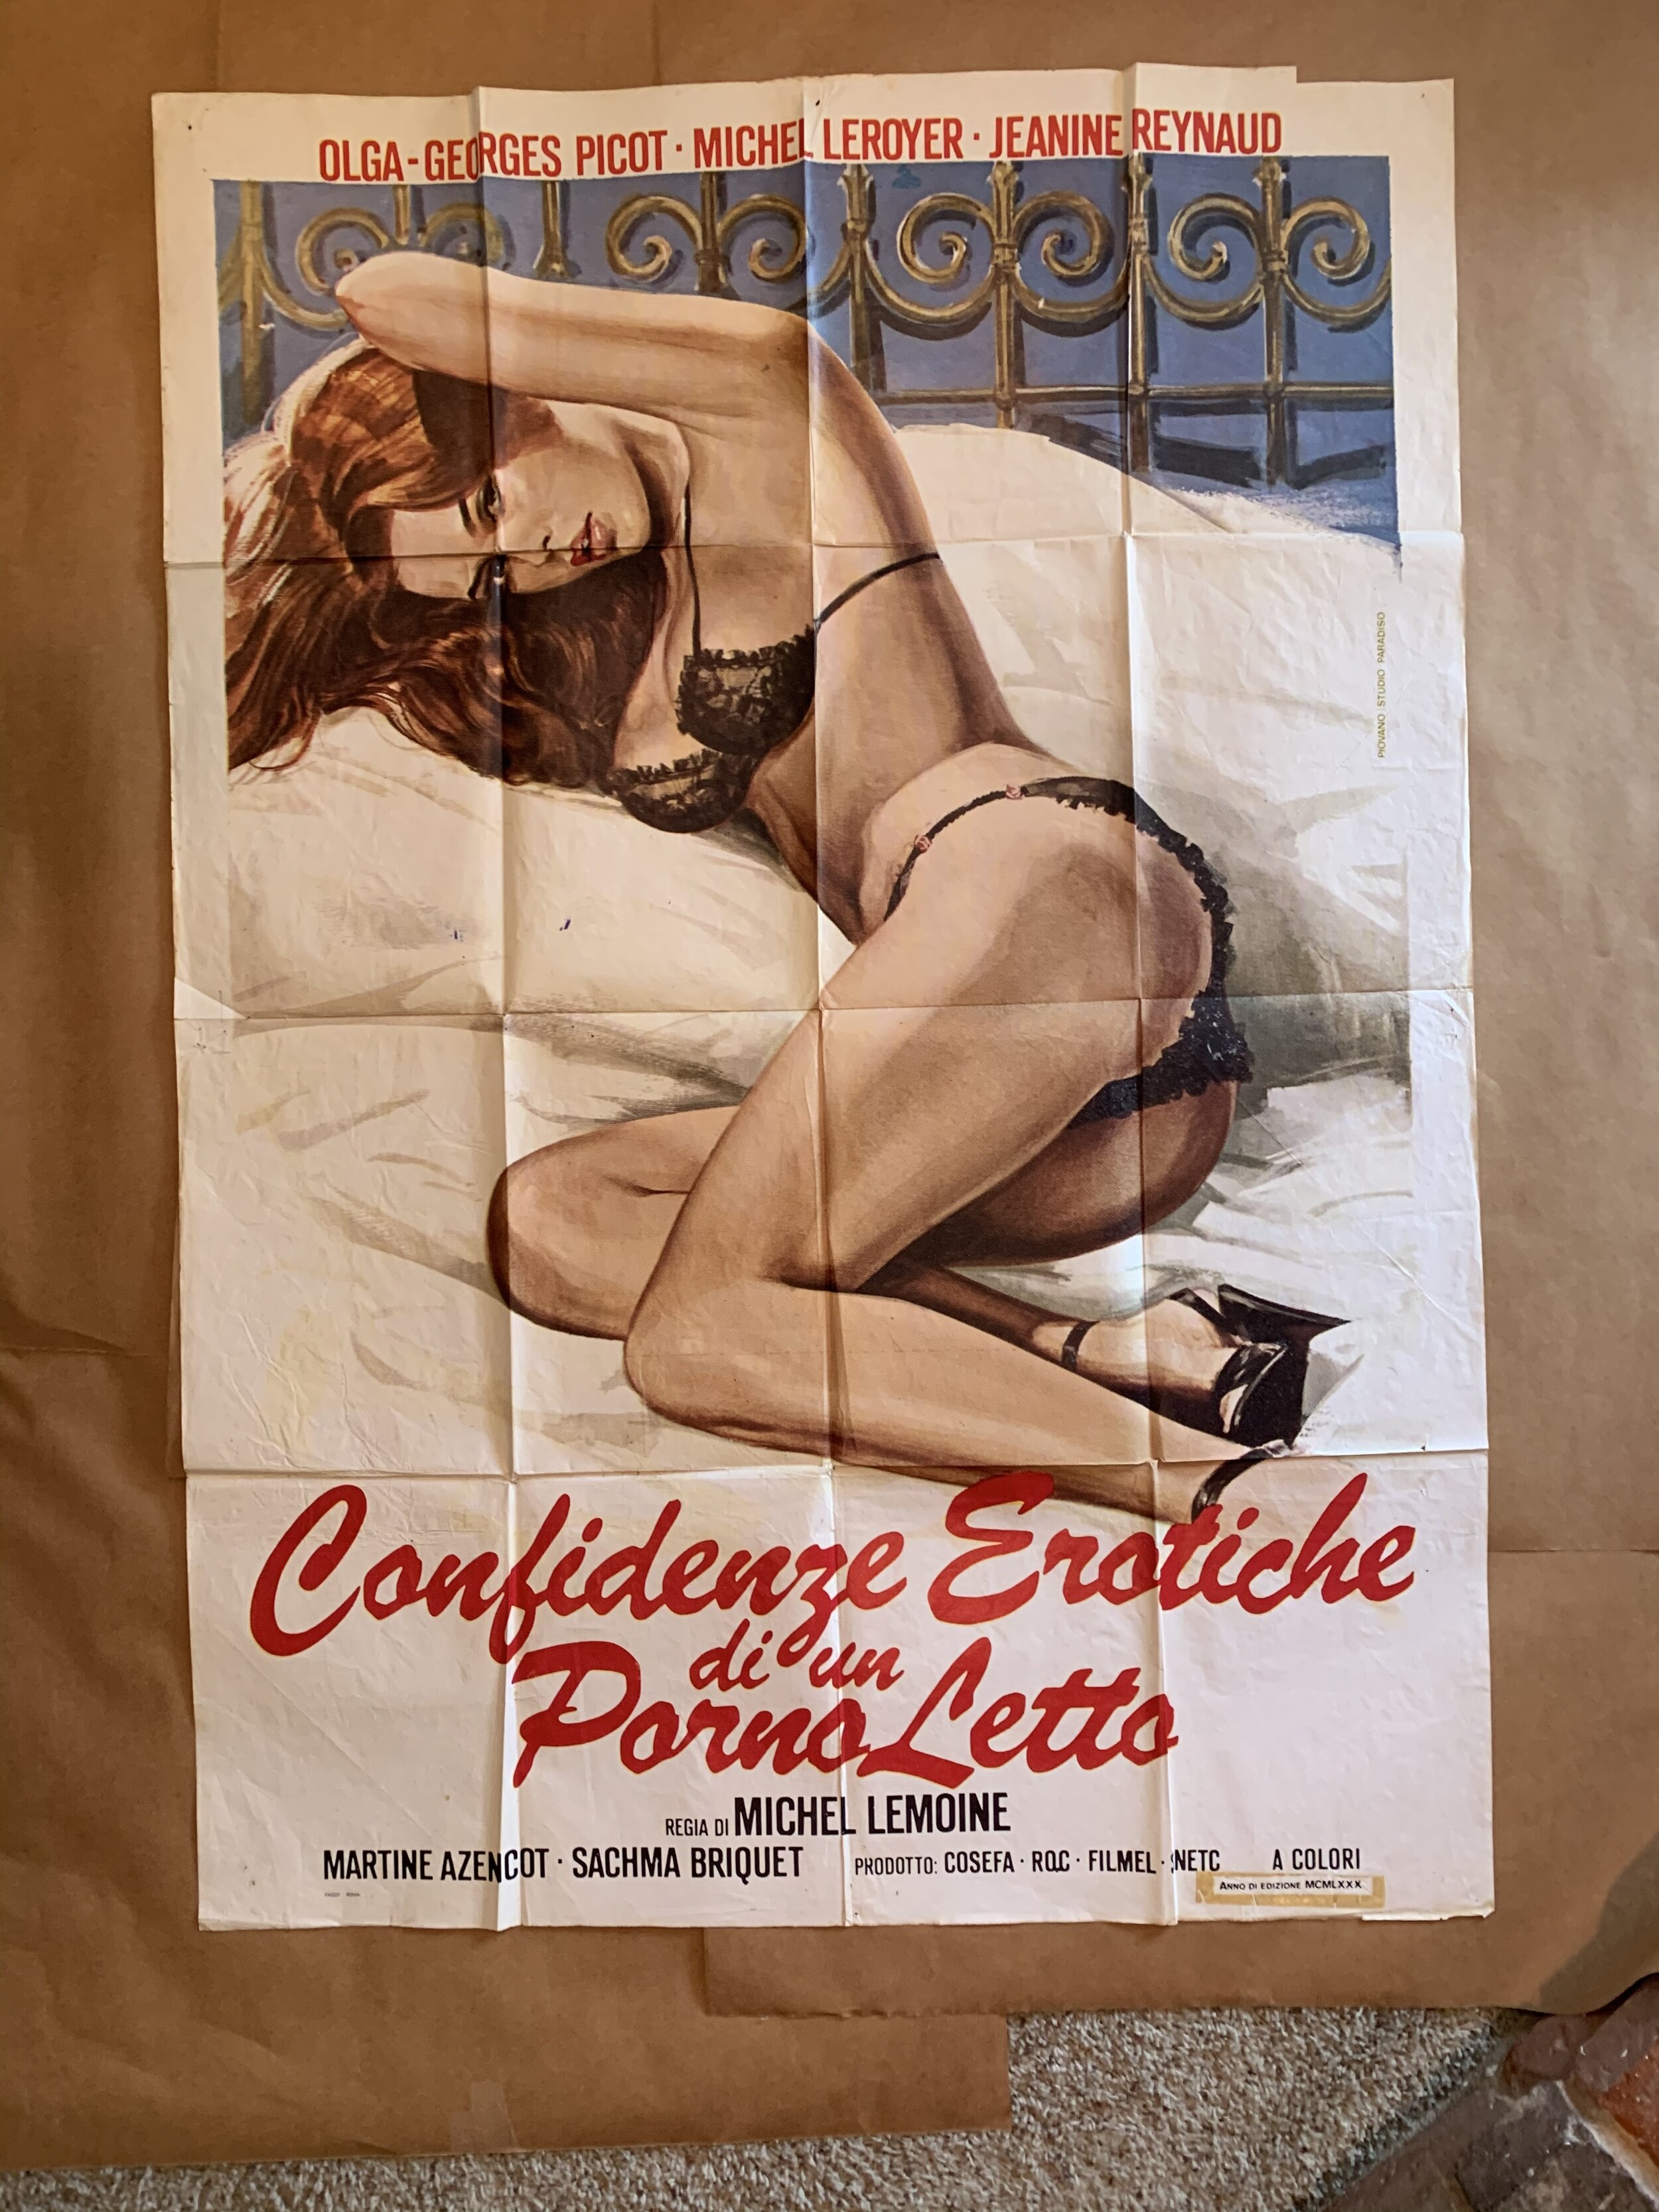 OLGA-GEORGES PICOT · MICHEL LEROYER · JEANINE REYNAUD
PIOVANO STUDIO PARADISO
Confidenze Erotiche
di un
Porno Letto
REGIA DI MICHEL LEMOINE
MARTINE AZENCOT · SACHMA BRIQUET PRODOTTO: COSEFA · ROC · FILMEL · SNETC A COLORI
ANNO DI EDIZIONE MCMLXXX